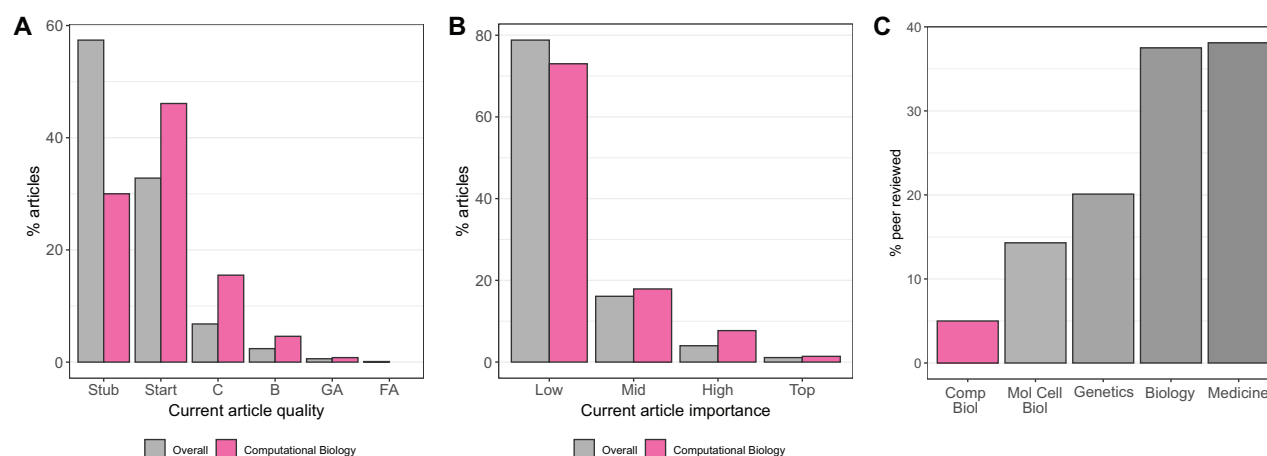 A
60
40
20
0
% articles
Stub Start C B GA FA
Current article quality
Overall Computational Biology
B
80
60
40
20
0
% articles
Low Mid High Top
Current article importance
Overall Computational Biology
C
40
30
20
10
0
% peer reviewed
Comp Biol
Mol Cell Biol
Genetics
Biology
Medicine